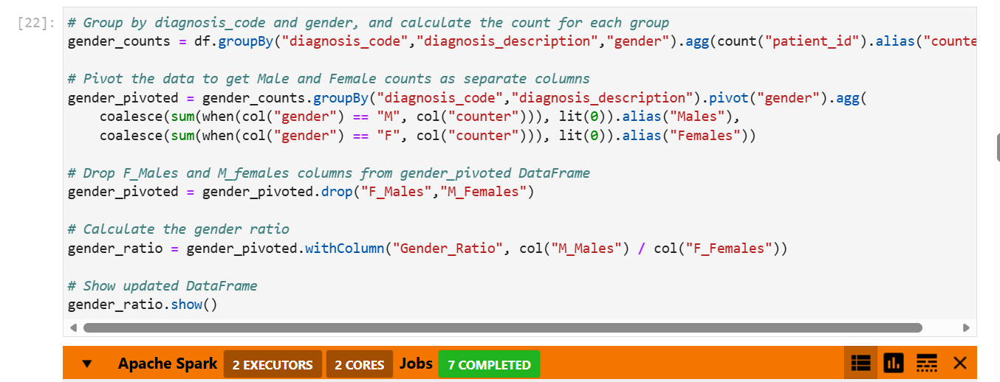 [22]: # Group by diagnosis_code and gender, and calculate the count for each group
gender_counts = df.groupBy("diagnosis_code","diagnosis_description","gender").agg(count("patient_id").alias("counte
# Pivot the data to get Male and Female counts as separate columns
gender_pivoted = gender_counts.groupBy("diagnosis_code","diagnosis_description").pivot("gender").agg(
    coalesce(sum(when(col("gender") == "M", col("counter"))), lit(0)).alias("Males"),
    coalesce(sum(when(col("gender") == "F", col("counter"))), lit(0)).alias("Females"))
# Drop F_Males and M_females columns from gender_pivoted DataFrame
gender_pivoted = gender_pivoted.drop("F_Males","M_Females")
# Calculate the gender ratio
gender_ratio = gender_pivoted.withColumn("Gender_Ratio", col("M_Males") / col("F_Females"))
# Show updated DataFrame
gender_ratio.show()
Apache Spark 2 EXECUTORS 2 CORES Jobs 7 COMPLETED